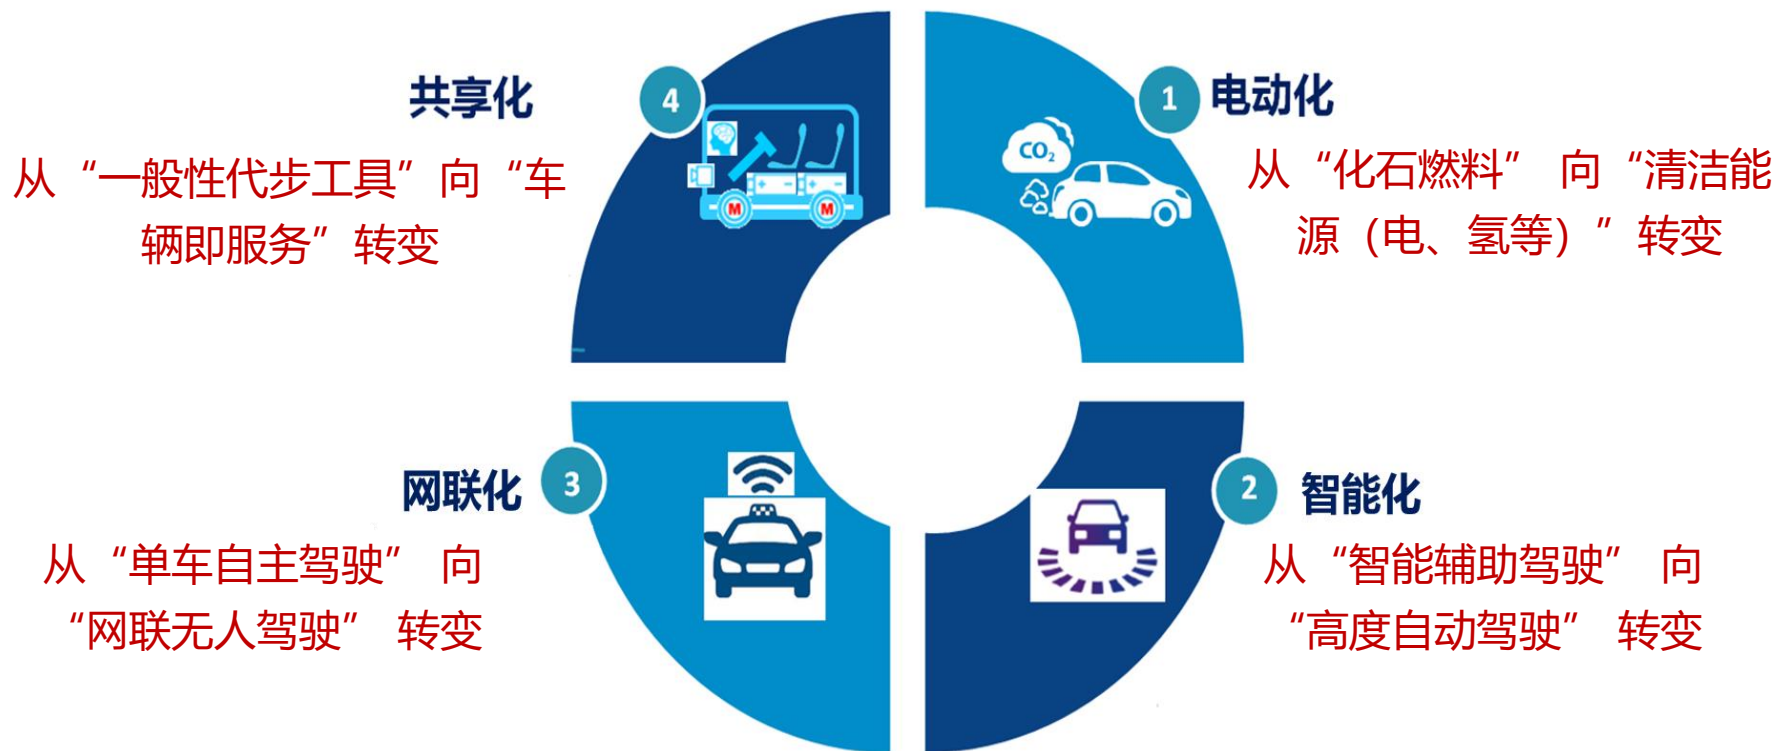 共享化
4
从“一般性代步工具”向“车
辆即服务”转变
M
M
1
电动化
CO₂
从“化石燃料” 向“清洁能
源（电、氢等）”转变
网联化
3
从“单车自主驾驶” 向
“网联无人驾驶” 转变
2
智能化
从“智能辅助驾驶” 向
“高度自动驾驶” 转变